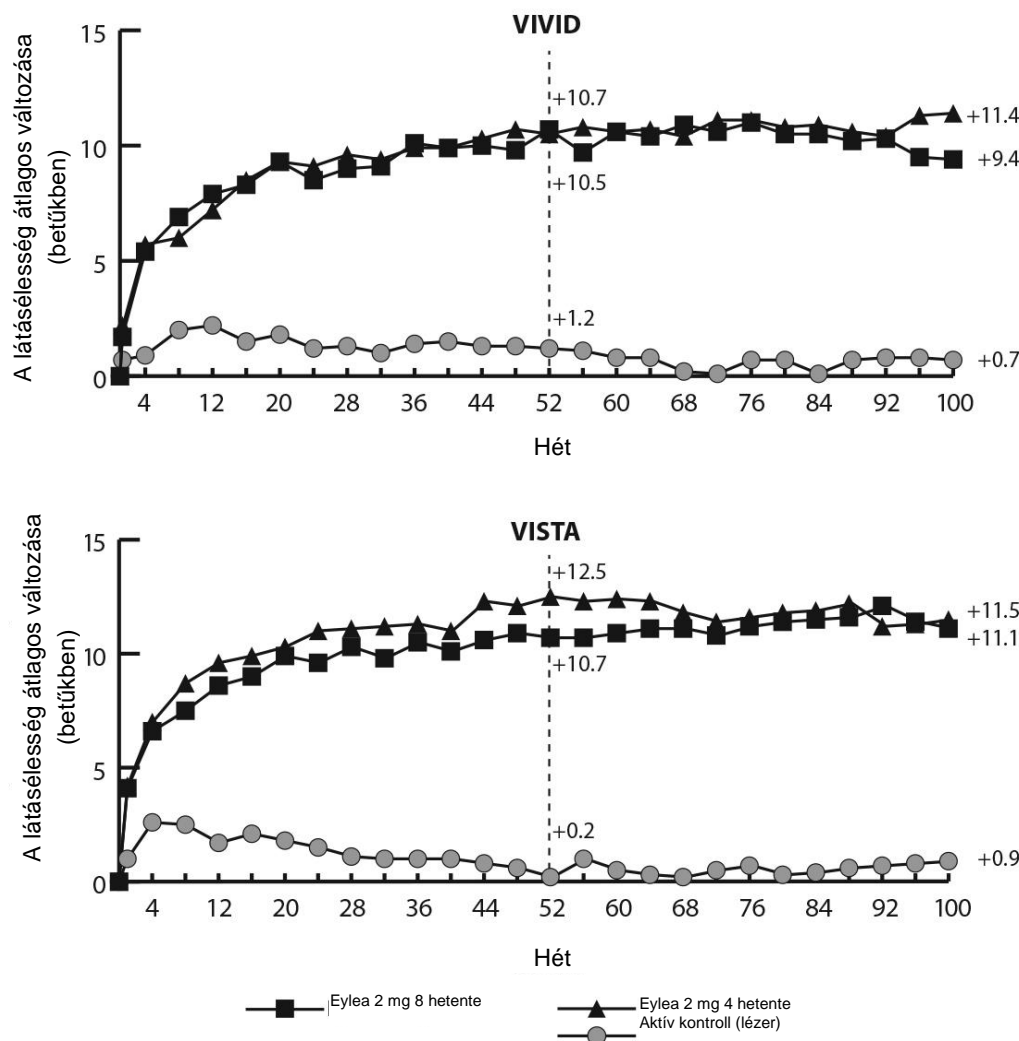 VIVID
A látásélesség átlagos változása
(betűkben)
15
10
5
0
+10.7
+10.5
+1.2
+11.4
+9.4
+0.7
4 12 20 28 36 44 52 60 68 76 84 92 100
Hét
VISTA
A látásélesség átlagos változása
(betűkben)
15
10
5
0
+12.5
+10.7
+0.2
+11.5
+11.1
+0.9
4 12 20 28 36 44 52 60 68 76 84 92 100
Hét
Eylea 2 mg 8 hetente
Eylea 2 mg 4 hetente
Aktív kontroll (lézer)